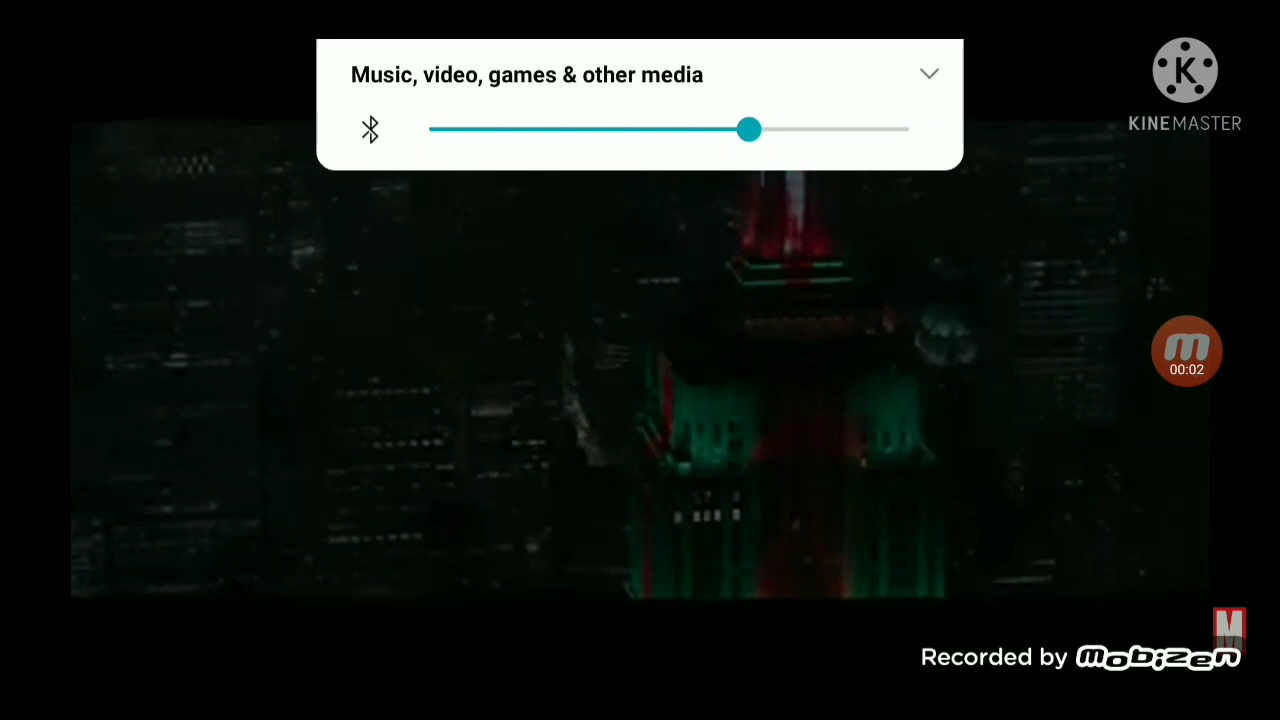 Music, video, games & other media
K
KINEMASTER
m
00:02
M
Recorded by mobizen